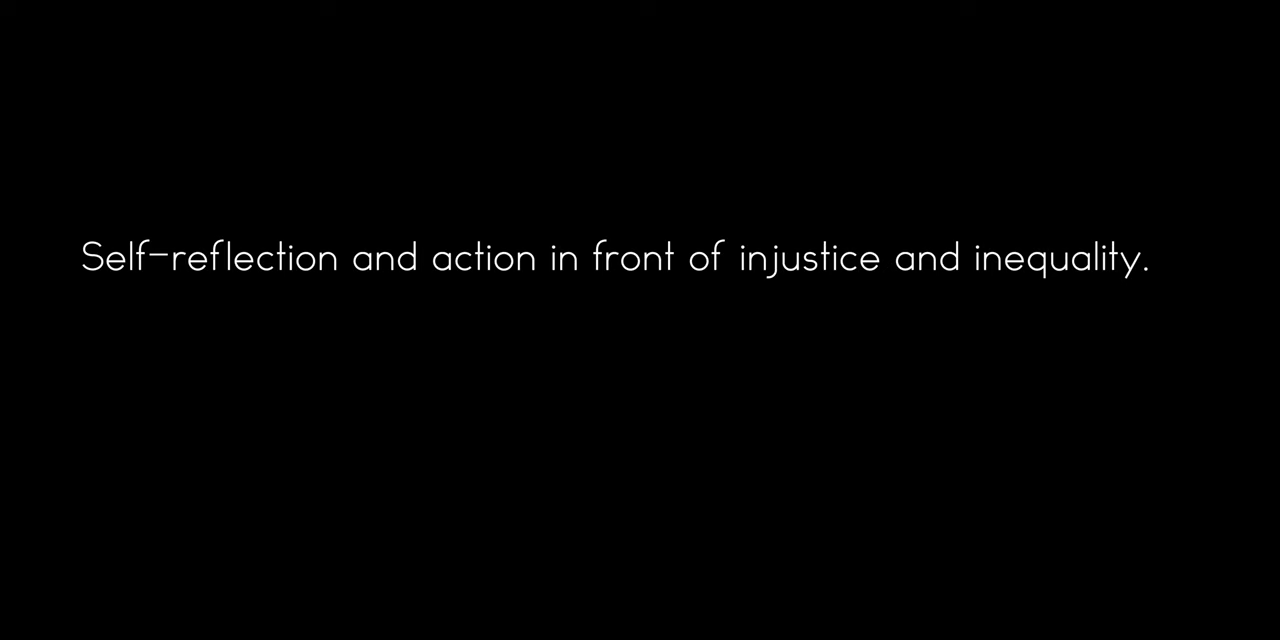 Self-reflection and action in front of injustice and inequality.